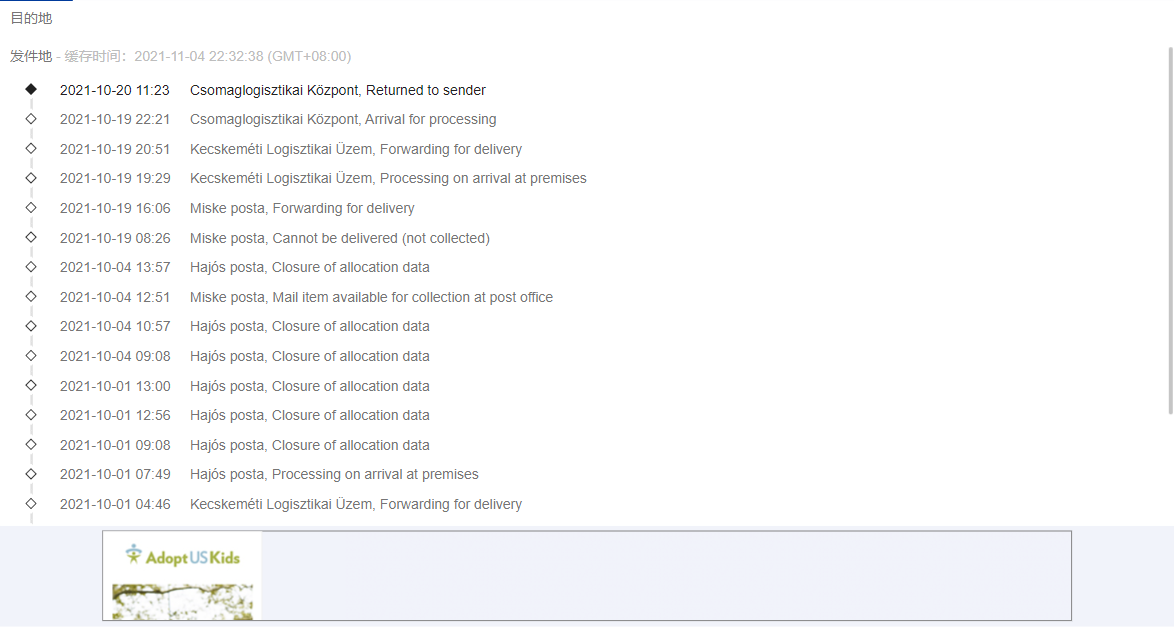 目的地
发件地 - 缓存时间：2021-11-04 22:32:38 (GMT+08:00)
2021-10-20 11:23 Csomaglogisztikai Központ, Returned to sender
2021-10-19 22:21 Csomaglogisztikai Központ, Arrival for processing
2021-10-19 20:51 Kecskeméti Logisztikai Üzem, Forwarding for delivery
2021-10-19 19:29 Kecskeméti Logisztikai Üzem, Processing on arrival at premises
2021-10-19 16:06 Miske posta, Forwarding for delivery
2021-10-19 08:26 Miske posta, Cannot be delivered (not collected)
2021-10-04 13:57 Hajós posta, Closure of allocation data
2021-10-04 12:51 Miske posta, Mail item available for collection at post office
2021-10-04 10:57 Hajós posta, Closure of allocation data
2021-10-04 09:08 Hajós posta, Closure of allocation data
2021-10-01 13:00 Hajós posta, Closure of allocation data
2021-10-01 12:56 Hajós posta, Closure of allocation data
2021-10-01 09:08 Hajós posta, Closure of allocation data
2021-10-01 07:49 Hajós posta, Processing on arrival at premises
2021-10-01 04:46 Kecskeméti Logisztikai Üzem, Forwarding for delivery
AdoptUSKids